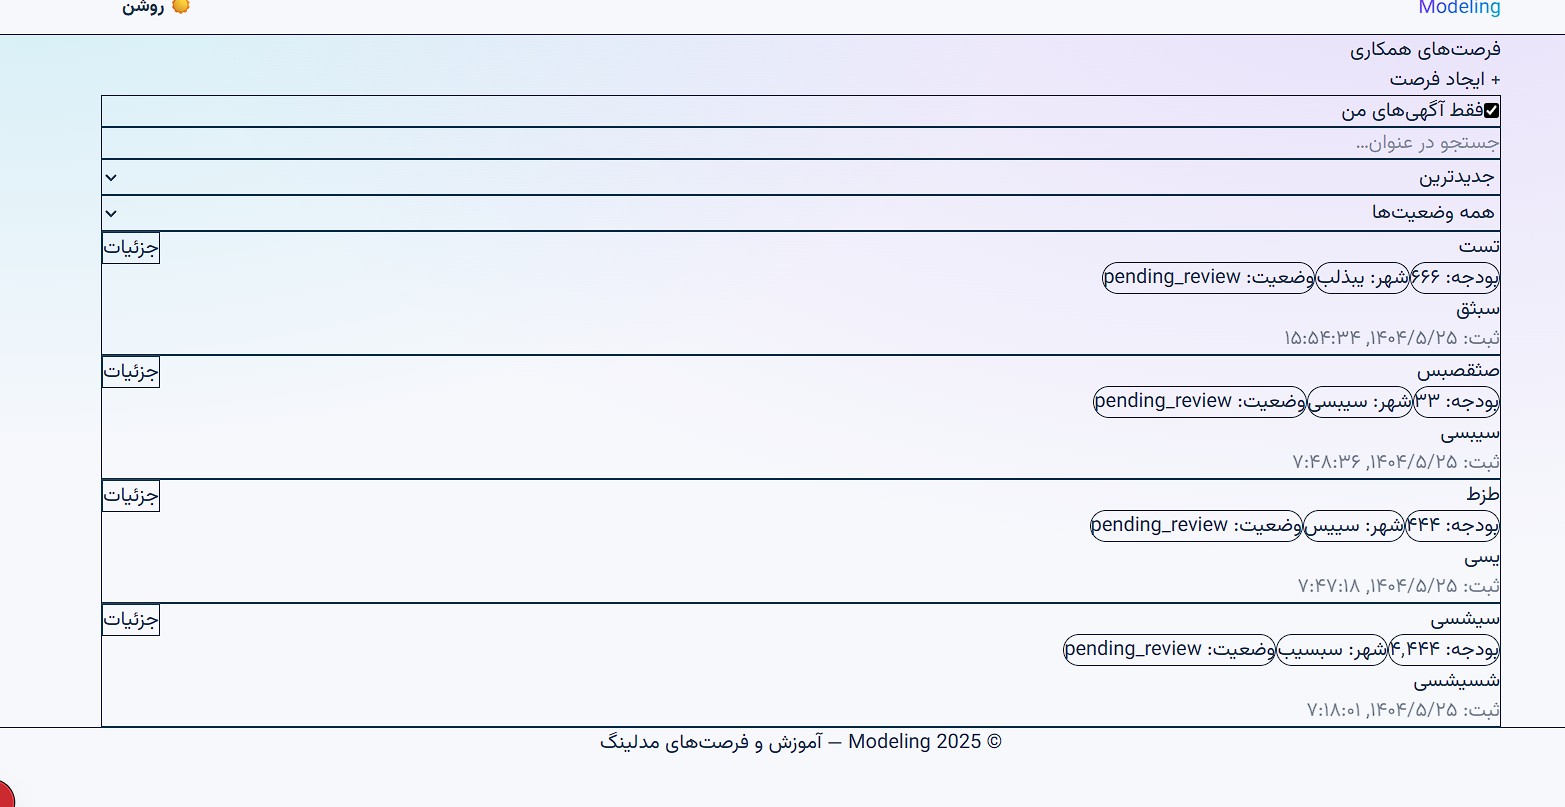 Modeling
روشن
فرصت‌های همکاری
+ ایجاد فرصت
فقط آگهی‌های من
جستجو در عنوان...
جدیدترین
همه وضعیت‌ها
تست
جزئیات
بودجه: ۶۶۶ شهر: یبذلب وضعیت: pending_review
سبثق
ثبت: ۱۴۰۴/۵/۲۵, ۱۵:۵۴:۳۴
صثقصبس
جزئیات
بودجه: ۳۳ شهر: سیبسی وضعیت: pending_review
سیبسی
ثبت: ۱۴۰۴/۵/۲۵, ۷:۴۸:۳۶
طزط
جزئیات
بودجه: ۴۴۴ شهر: سییس وضعیت: pending_review
یسی
ثبت: ۱۴۰۴/۵/۲۵, ۷:۴۷:۱۸
سیشسی
جزئیات
بودجه: ۴,۴۴۴ شهر: سبسیب وضعیت: pending_review
شسیشسی
ثبت: ۱۴۰۴/۵/۲۵, ۷:۱۸:۰۱
© 2025 Modeling — آموزش و فرصت‌های مدلینگ